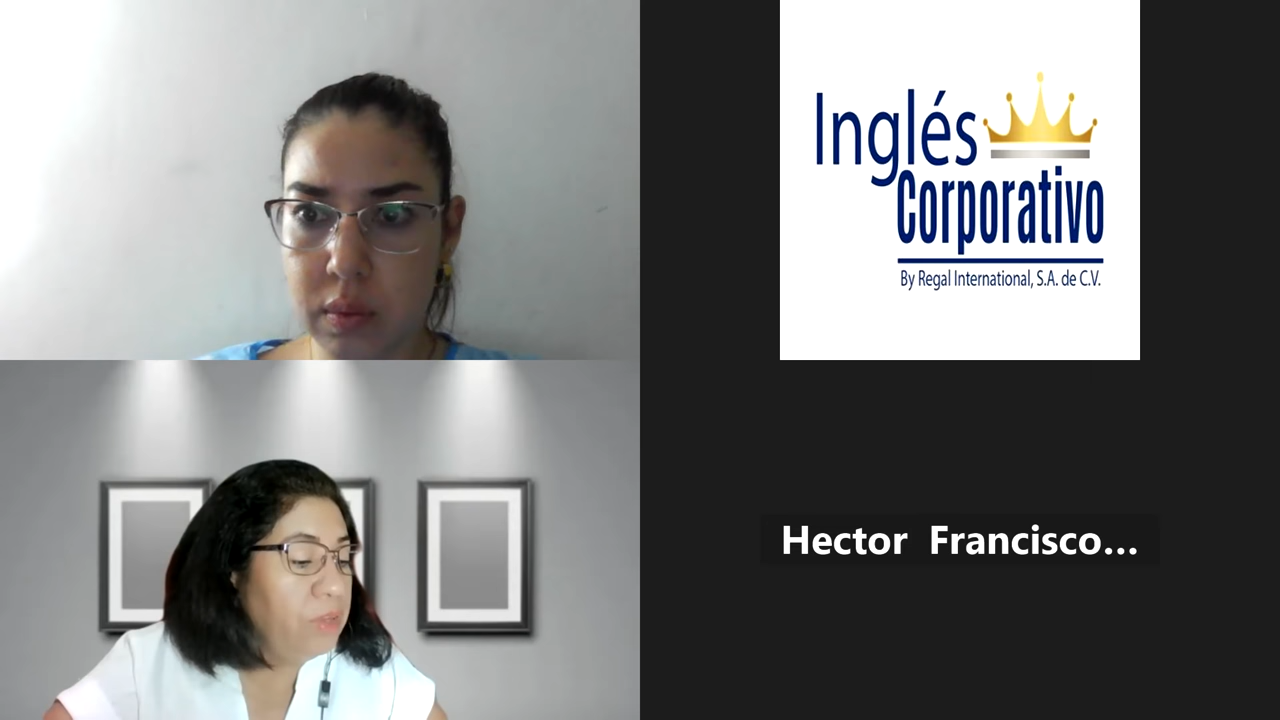 Inglés
Corporativo
By Regal International, S.A. de C.V.
Hector Francisco...